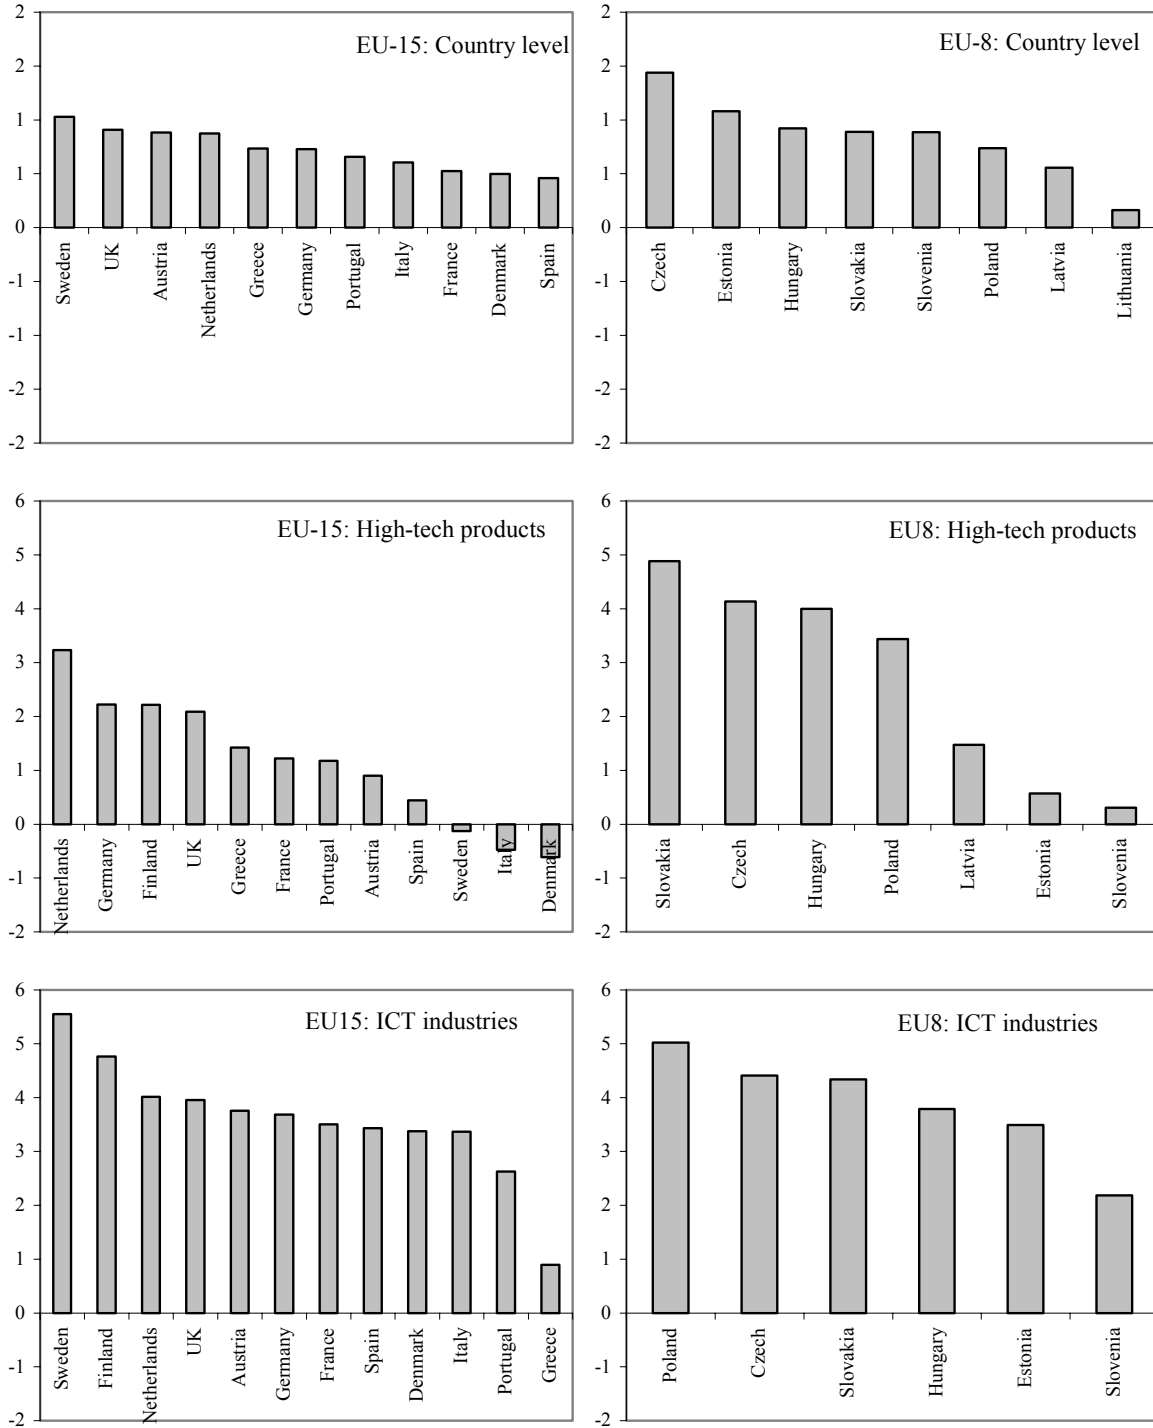 EU-15: Country level
2
2
1
1
0
-1
-1
-2
-2
Sweden
UK
Austria
Netherlands
Greece
Germany
Portugal
Italy
France
Denmark
Spain
EU-8: Country level
2
2
1
1
0
-1
-1
-2
-2
Czech
Estonia
Hungary
Slovakia
Slovenia
Poland
Latvia
Lithuania
EU-15: High-tech products
6
5
4
3
2
1
0
-1
-2
Netherlands
Germany
Finland
UK
Greece
France
Portugal
Austria
Spain
Sweden
Italy
Denmark
EU8: High-tech products
6
5
4
3
2
1
0
-1
-2
Slovakia
Czech
Hungary
Poland
Latvia
Estonia
Slovenia
EU15: ICT industries
6
5
4
3
2
1
0
-1
-2
Sweden
Finland
Netherlands
UK
Austria
Germany
France
Spain
Denmark
Italy
Portugal
Greece
EU8: ICT industries
6
5
4
3
2
1
0
-1
-2
Poland
Czech
Slovakia
Hungary
Estonia
Slovenia